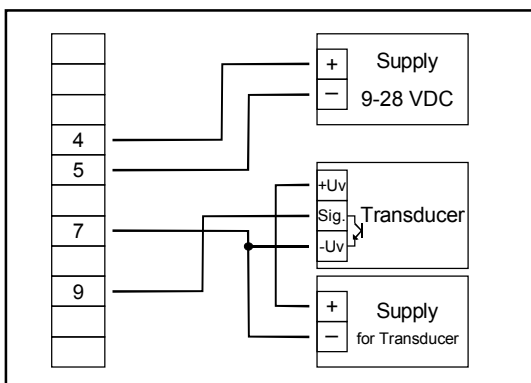 4
5
7
9
+
−
Supply
9-28 VDC
+Uv
Sig.
-Uv
Transducer
+
−
Supply
for Transducer